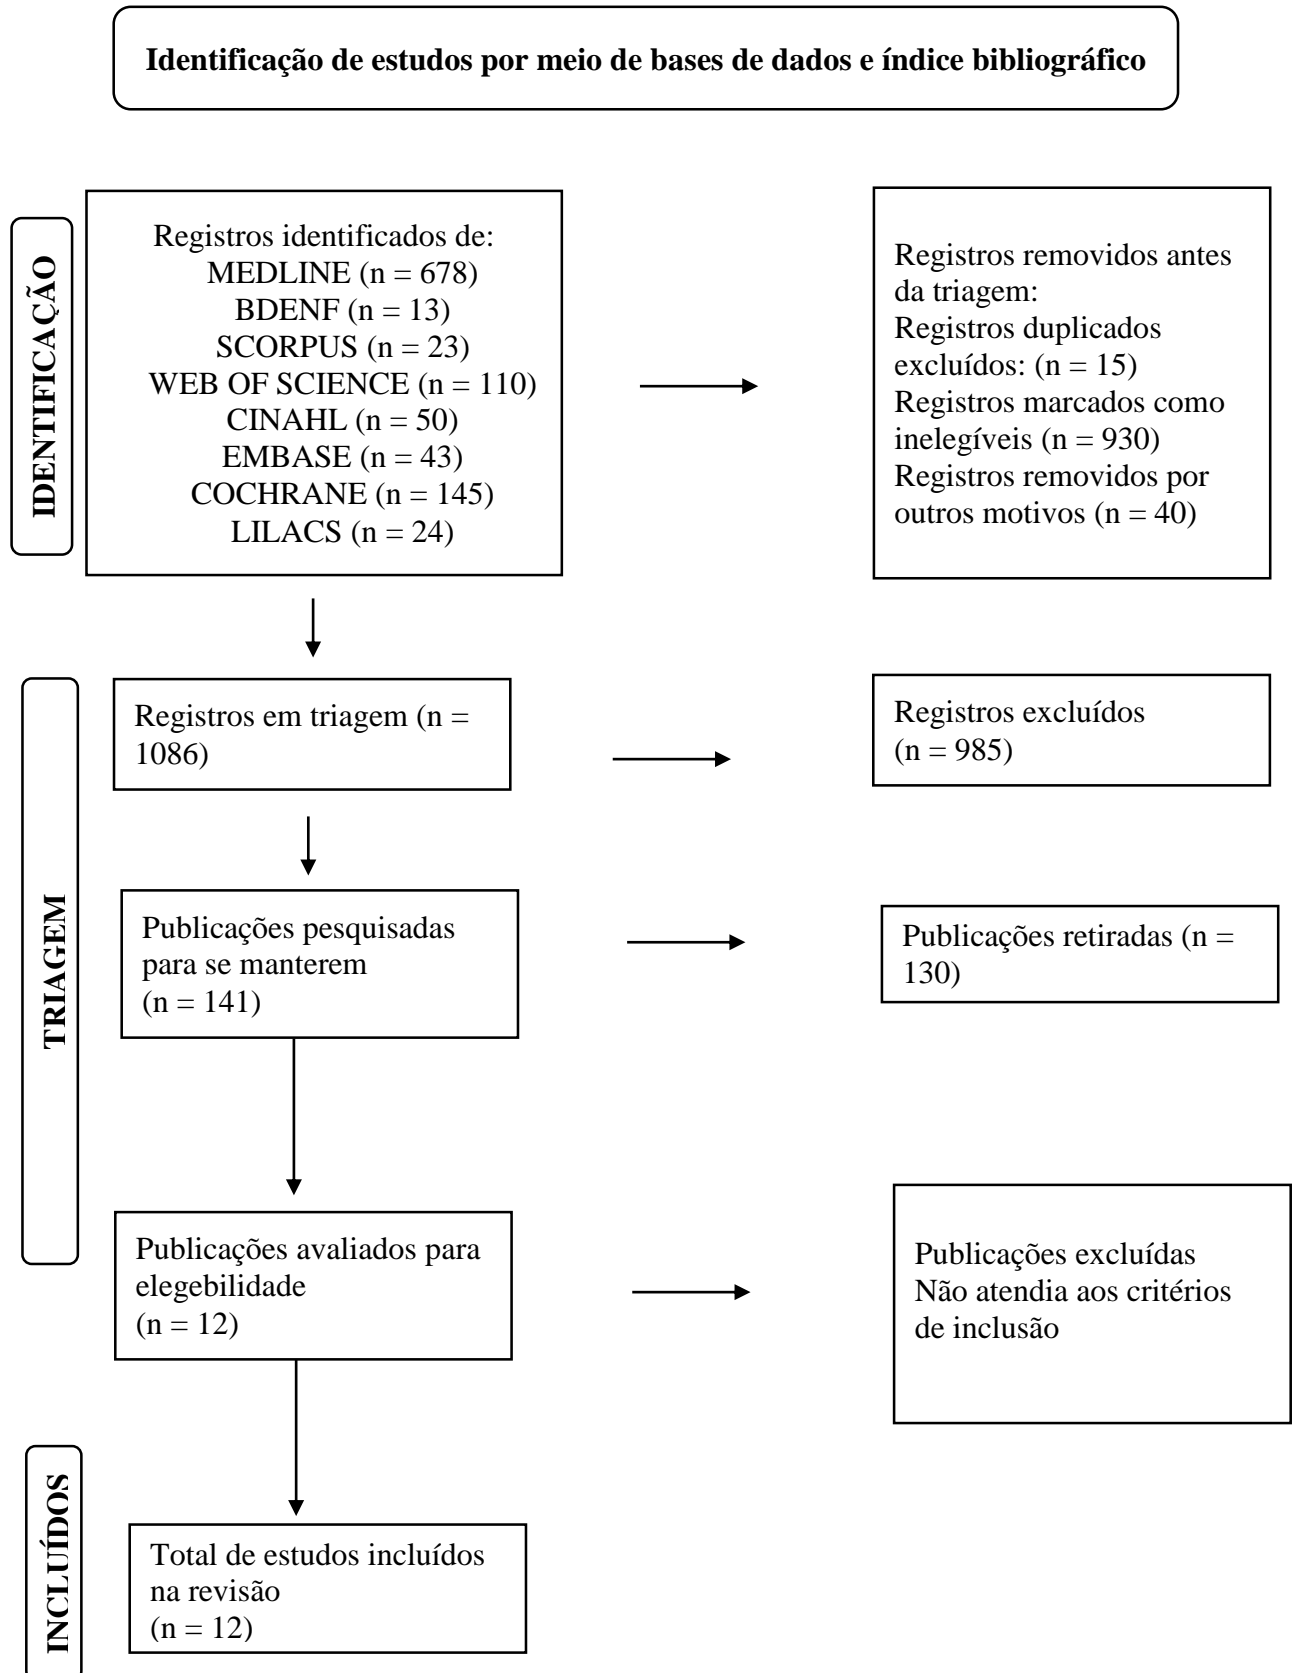 Identificação de estudos por meio de bases de dados e índice bibliográfico
IDENTIFICAÇÃO
Registros identificados de:
MEDLINE (n = 678)
BDENF (n = 13)
SCORPUS (n = 23)
WEB OF SCIENCE (n = 110)
CINAHL (n = 50)
EMBASE (n = 43)
COCHRANE (n = 145)
LILACS (n = 24)
Registros removidos antes
da triagem:
Registros duplicados
excluídos: (n = 15)
Registros marcados como
inelegíveis (n = 930)
Registros removidos por
outros motivos (n = 40)
TRIAGEM
Registros em triagem (n =
1086)
Registros excluídos
(n = 985)
Publicações pesquisadas
para se manterem
(n = 141)
Publicações retiradas (n =
130)
Publicações avaliados para
elegebilidade
(n = 12)
Publicações excluídas
Não atendia aos critérios
de inclusão
INCLUÍDOS
Total de estudos incluídos
na revisão
(n = 12)